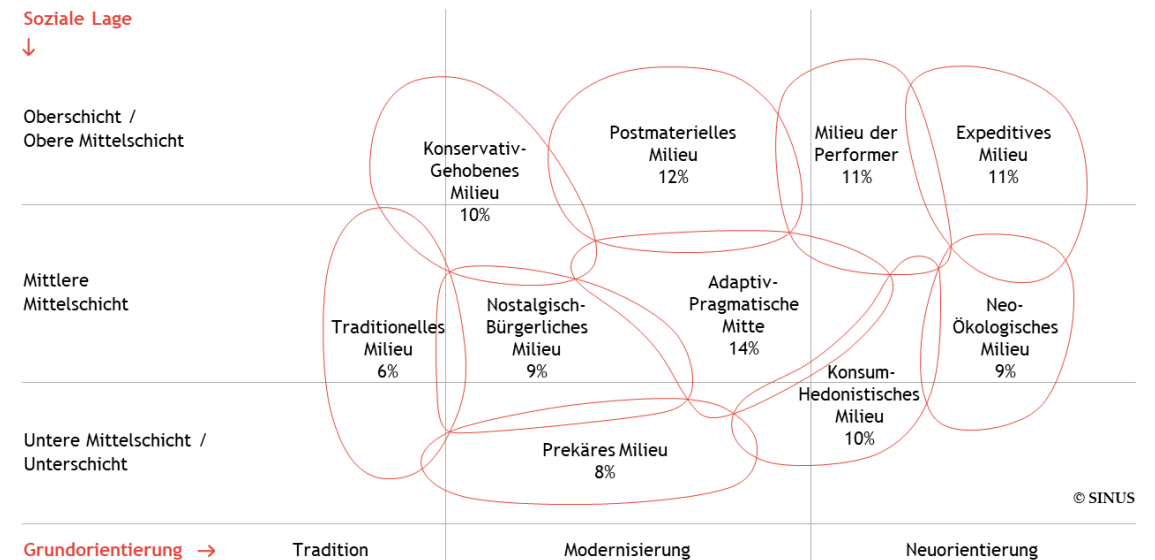 Soziale Lage
↓
Oberschicht /
Obere Mittelschicht
Konservativ-
Gehobenes
Milieu
10%
Postmaterielles
Milieu
12%
Milieu der
Performer
11%
Expeditives
Milieu
11%
Mittlere
Mittelschicht
Traditionelles
Milieu
6%
Nostalgisch-
Bürgerliches
Milieu
9%
Adaptiv-
Pragmatische
Mitte
14%
Neo-
Ökologisches
Milieu
9%
Konsum-
Hedonistisches
Milieu
10%
Untere Mittelschicht /
Unterschicht
Prekäres Milieu
8%
© SINUS
Grundorientierung →
Tradition
Modernisierung
Neuorientierung